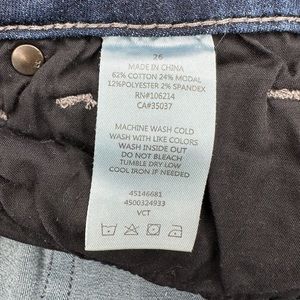 26
MADE IN CHINA
62% COTTON 24% MODAL
12%POLYESTER 2% SPANDEX
RN#106214
CA#35037
MACHINE WASH COLD
WASH WITH LIKE COLORS
WASH INSIDE OUT
DO NOT BLEACH
TUMBLE DRY LOW
COOL IRON IF NEEDED
45146681
4500324933
VCT